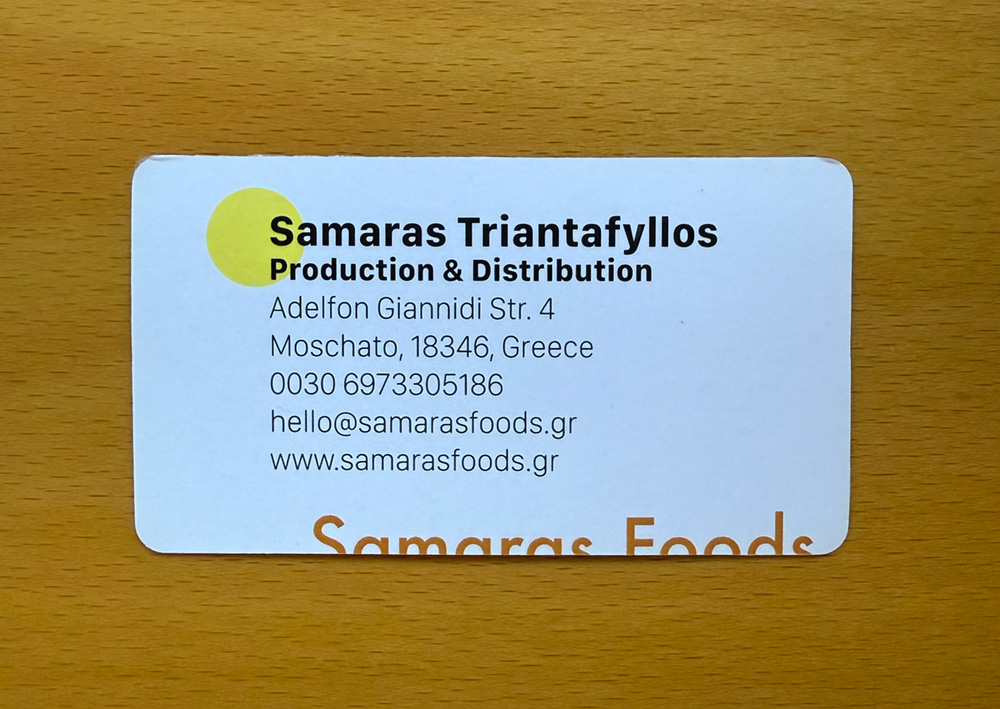 Samaras Triantafyllos
Production & Distribution
Adelfon Giannidi Str. 4
Moschato, 18346, Greece
0030 6973305186
hello@samarasfoods.gr
www.samarasfoods.gr
Samaras Foods